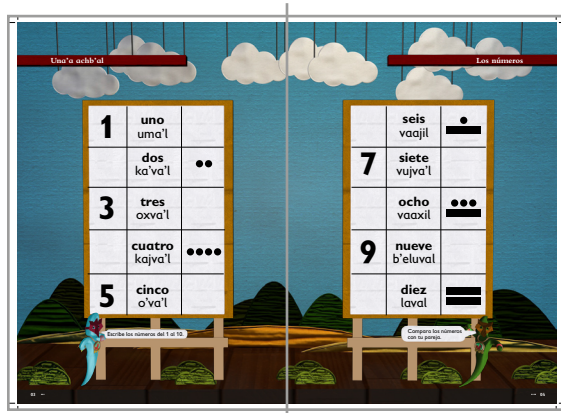 Una'a achb'al
1 uno
uma'l
dos
ka'va'l
3 tres
oxva'l
cuatro
kajva'l
5 cinco
o'va'l
Escribe los números del 1 al 10.
Los números
seis
vaajil
7 siete
vujva'l
ocho
vaaxil
9 nueve
b'eluval
diez
laval
Compara los números
con tu pareja.